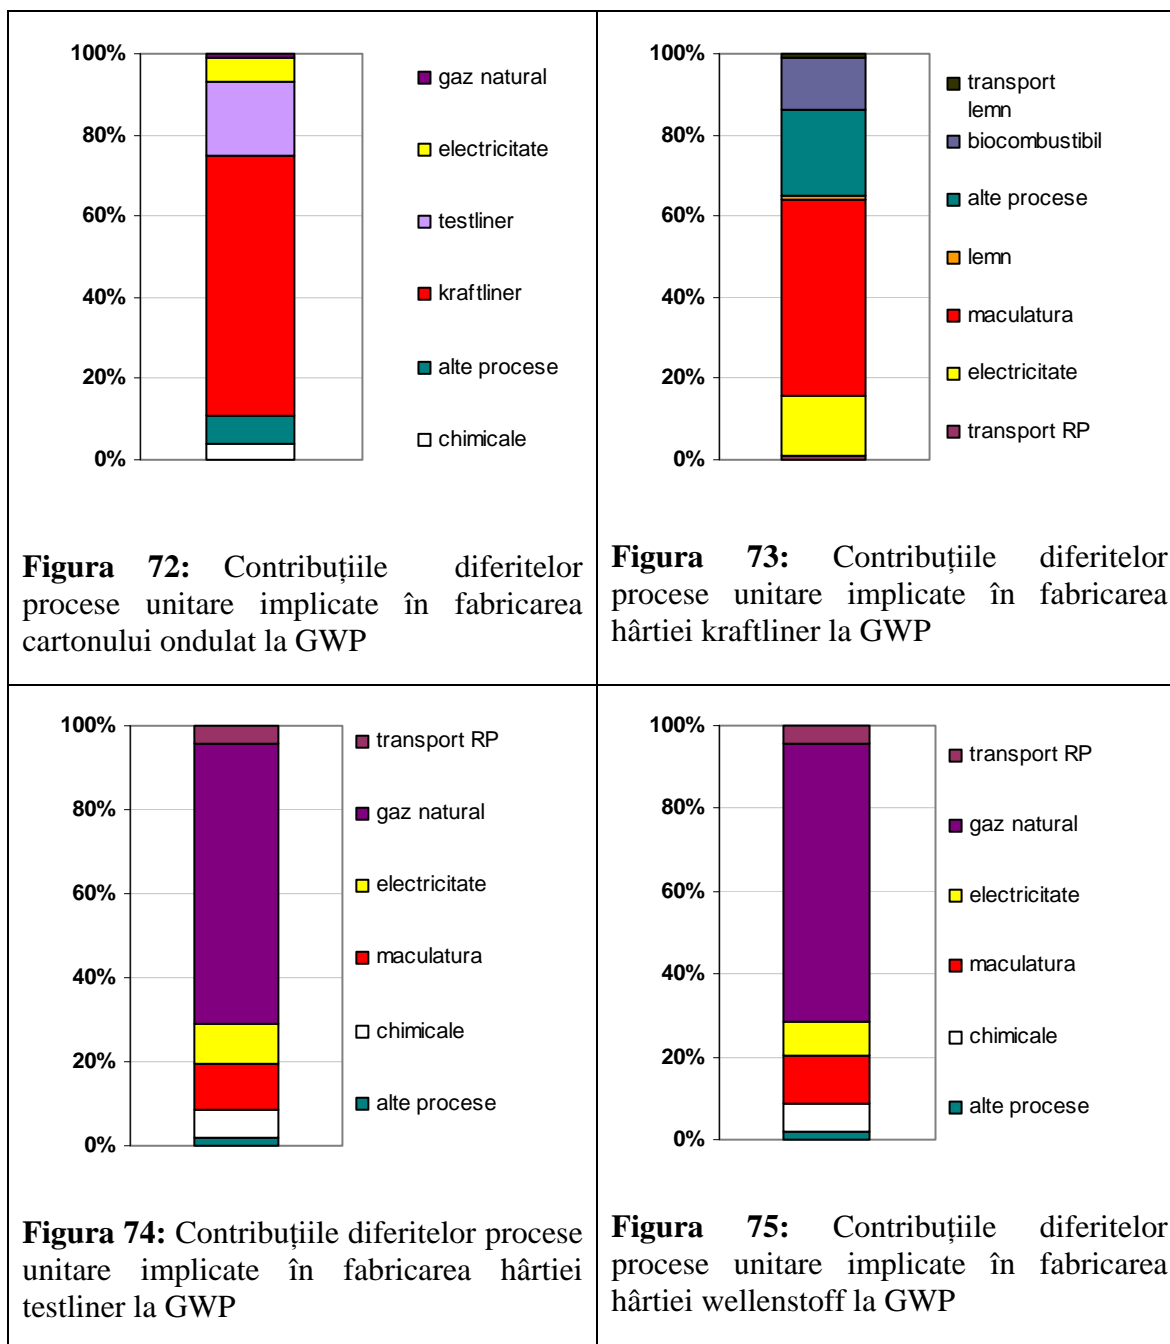 100%
80%
60%
40%
20%
0%
gaz natural
electricitate
testliner
kraftliner
alte procese
chimicale
Figura 72: Contribuțiile diferitelor
procese unitare implicate în fabricarea
cartonului ondulat la GWP
100%
80%
60%
40%
20%
0%
transport
lemn
biocombustibil
alte procese
lemn
maculatura
electricitate
transport RP
Figura 73: Contribuțiile diferitelor
procese unitare implicate în fabricarea
hârtiei kraftliner la GWP
100%
80%
60%
40%
20%
0%
transport RP
gaz natural
electricitate
maculatura
chimicale
alte procese
Figura 74: Contribuțiile diferitelor procese
unitare implicate în fabricarea hârtiei
testliner la GWP
100%
80%
60%
40%
20%
0%
transport RP
gaz natural
electricitate
maculatura
chimicale
alte procese
Figura 75: Contribuțiile diferitelor
procese unitare implicate în fabricarea
hârtiei wellenstoff la GWP